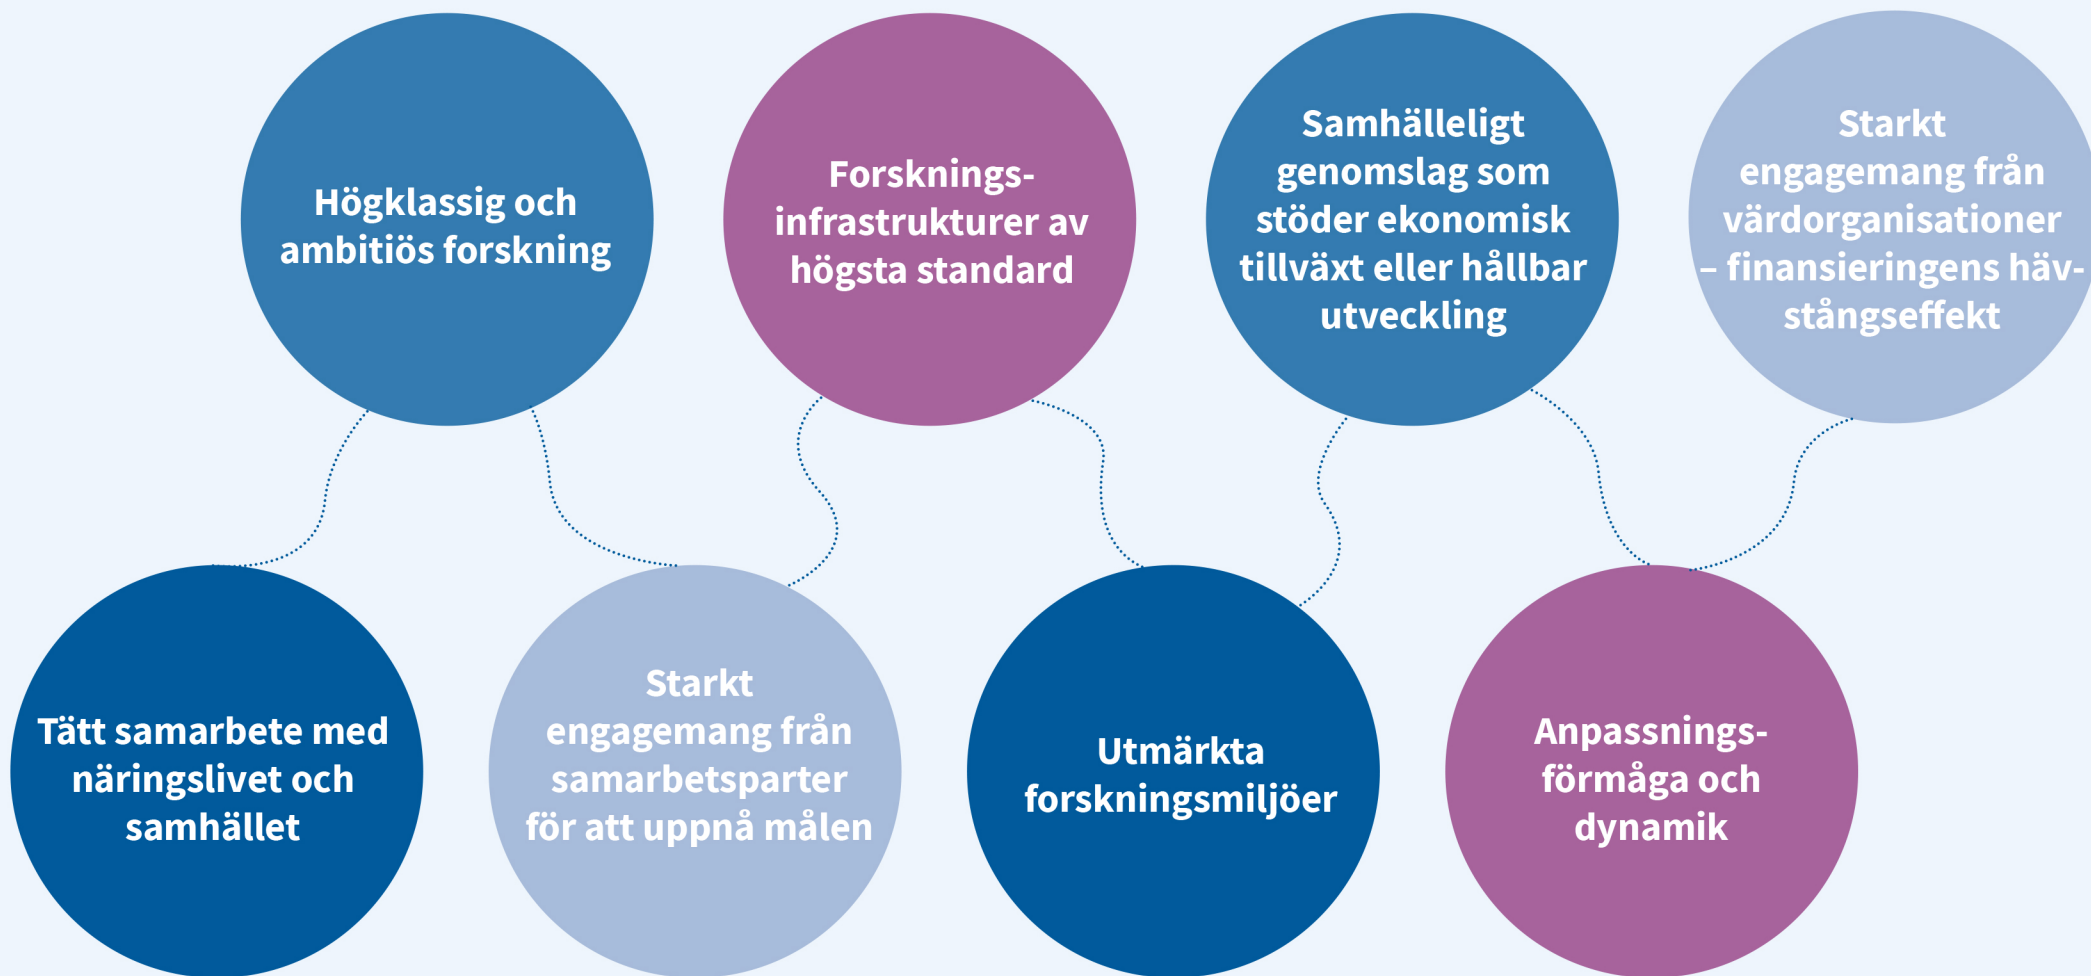 Högklassig och
ambitiös forskning
Forsknings-
infrastrukturer av
högsta standard
Samhälleligt
genomslag som
stöder ekonomisk
tillväxt eller hållbar
utveckling
Starkt
engagemang från
värdorganisationer
– finansieringens häv-
stångseffekt
Tätt samarbete med
näringslivet och
samhället
Starkt
engagemang från
samarbetsparter
för att uppnå målen
Utmärkta
forskningsmiljöer
Anpassnings-
förmåga och
dynamik